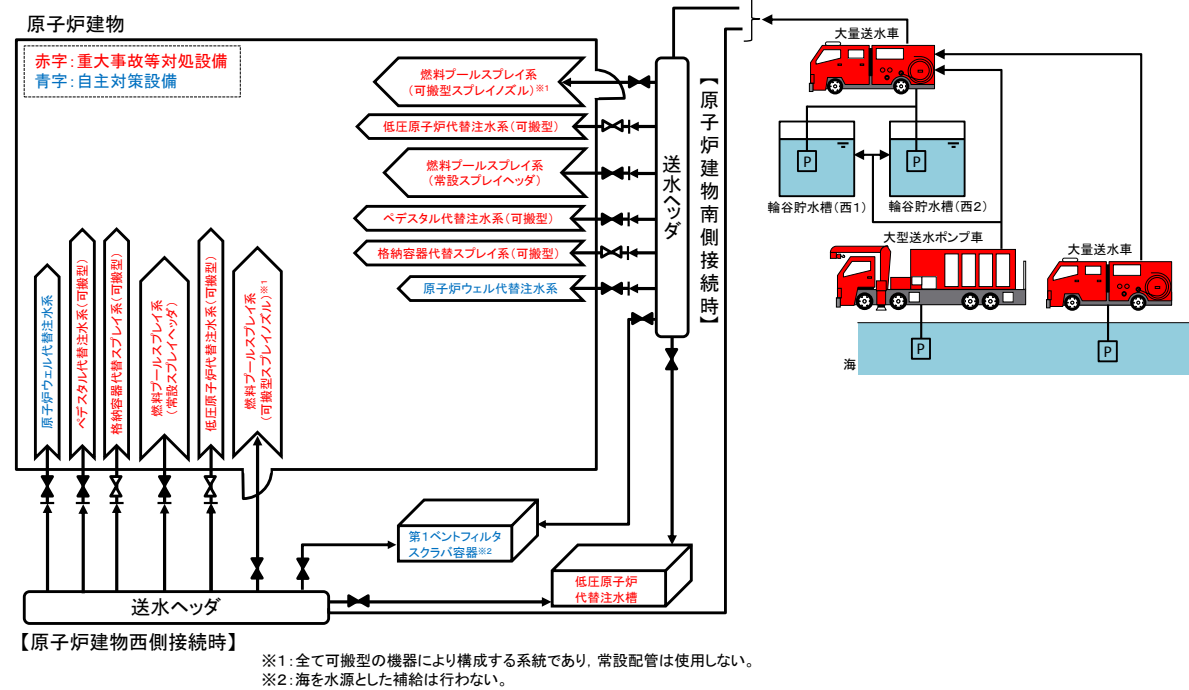 原子炉建物
赤字：重大事故等対処設備
青字：自主対策設備
燃料プールスプレイ系
（可搬型スプレイノズル）※1
低圧原子炉代替注水系（可搬型）
燃料プールスプレイ系
（常設スプレイヘッダ）
ペデスタル代替注水系（可搬型）
格納容器代替スプレイ系（可搬型）
原子炉ウェル代替注水系
送水ヘッダ
【原子炉建物南側接続時】
大量送水車
P
P
輪谷貯水槽（西１）
輪谷貯水槽（西２）
大型送水ポンプ車
大量送水車
P
P
海
原子炉ウェル代替注水系
ペデスタル代替注水系（可搬型）
格納容器代替スプレイ系（可搬型）
燃料プールスプレイ系
（常設スプレイヘッダ）
低圧原子炉代替注水系（可搬型）
燃料プールスプレイ系
（可搬型スプレイノズル）※1
第１ベントフィルタ
スクラバ容器※2
低圧原子炉
代替注水槽
送水ヘッダ
【原子炉建物西側接続時】
※１：全て可搬型の機器により構成する系統であり，常設配管は使用しない。
※２：海を水源とした補給は行わない。